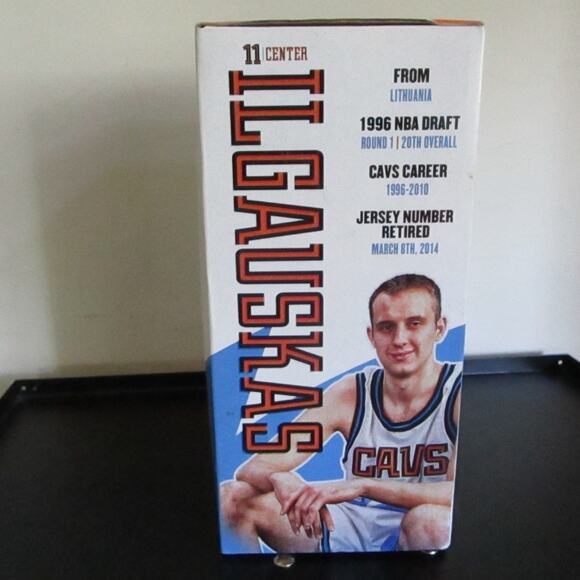 11 | CENTER
ILGAUSKAS
FROM
LITHUANIA
1996 NBA DRAFT
ROUND 1 | 20TH OVERALL
CAVS CAREER
1996-2010
JERSEY NUMBER
RETIRED
MARCH 8TH, 2014
CAVS